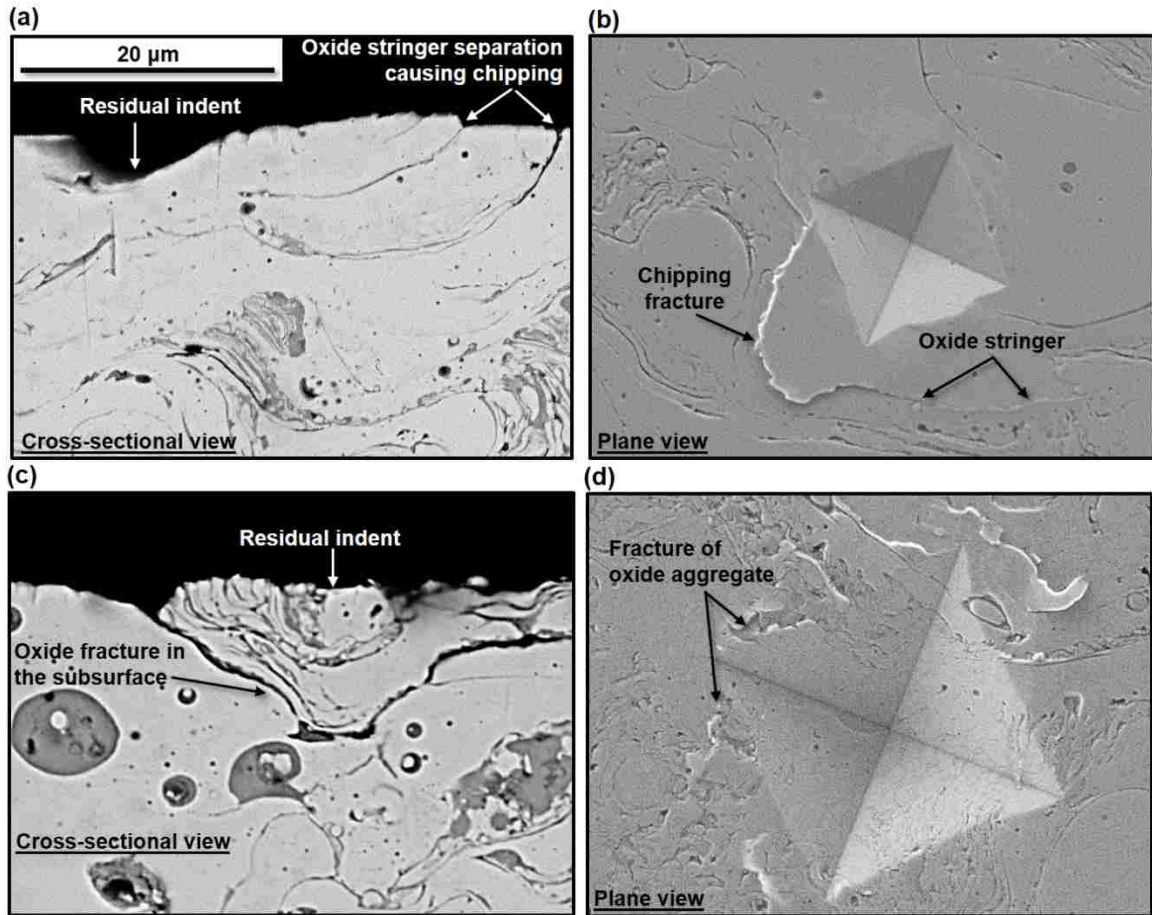 (a)
20 µm
Oxide stringer separation
causing chipping
Residual indent
Cross-sectional view
(b)
Chipping
fracture
Oxide stringer
Plane view
(c)
Residual indent
Oxide fracture in
the subsurface
Cross-sectional view
(d)
Fracture of
oxide aggregate
Plane view